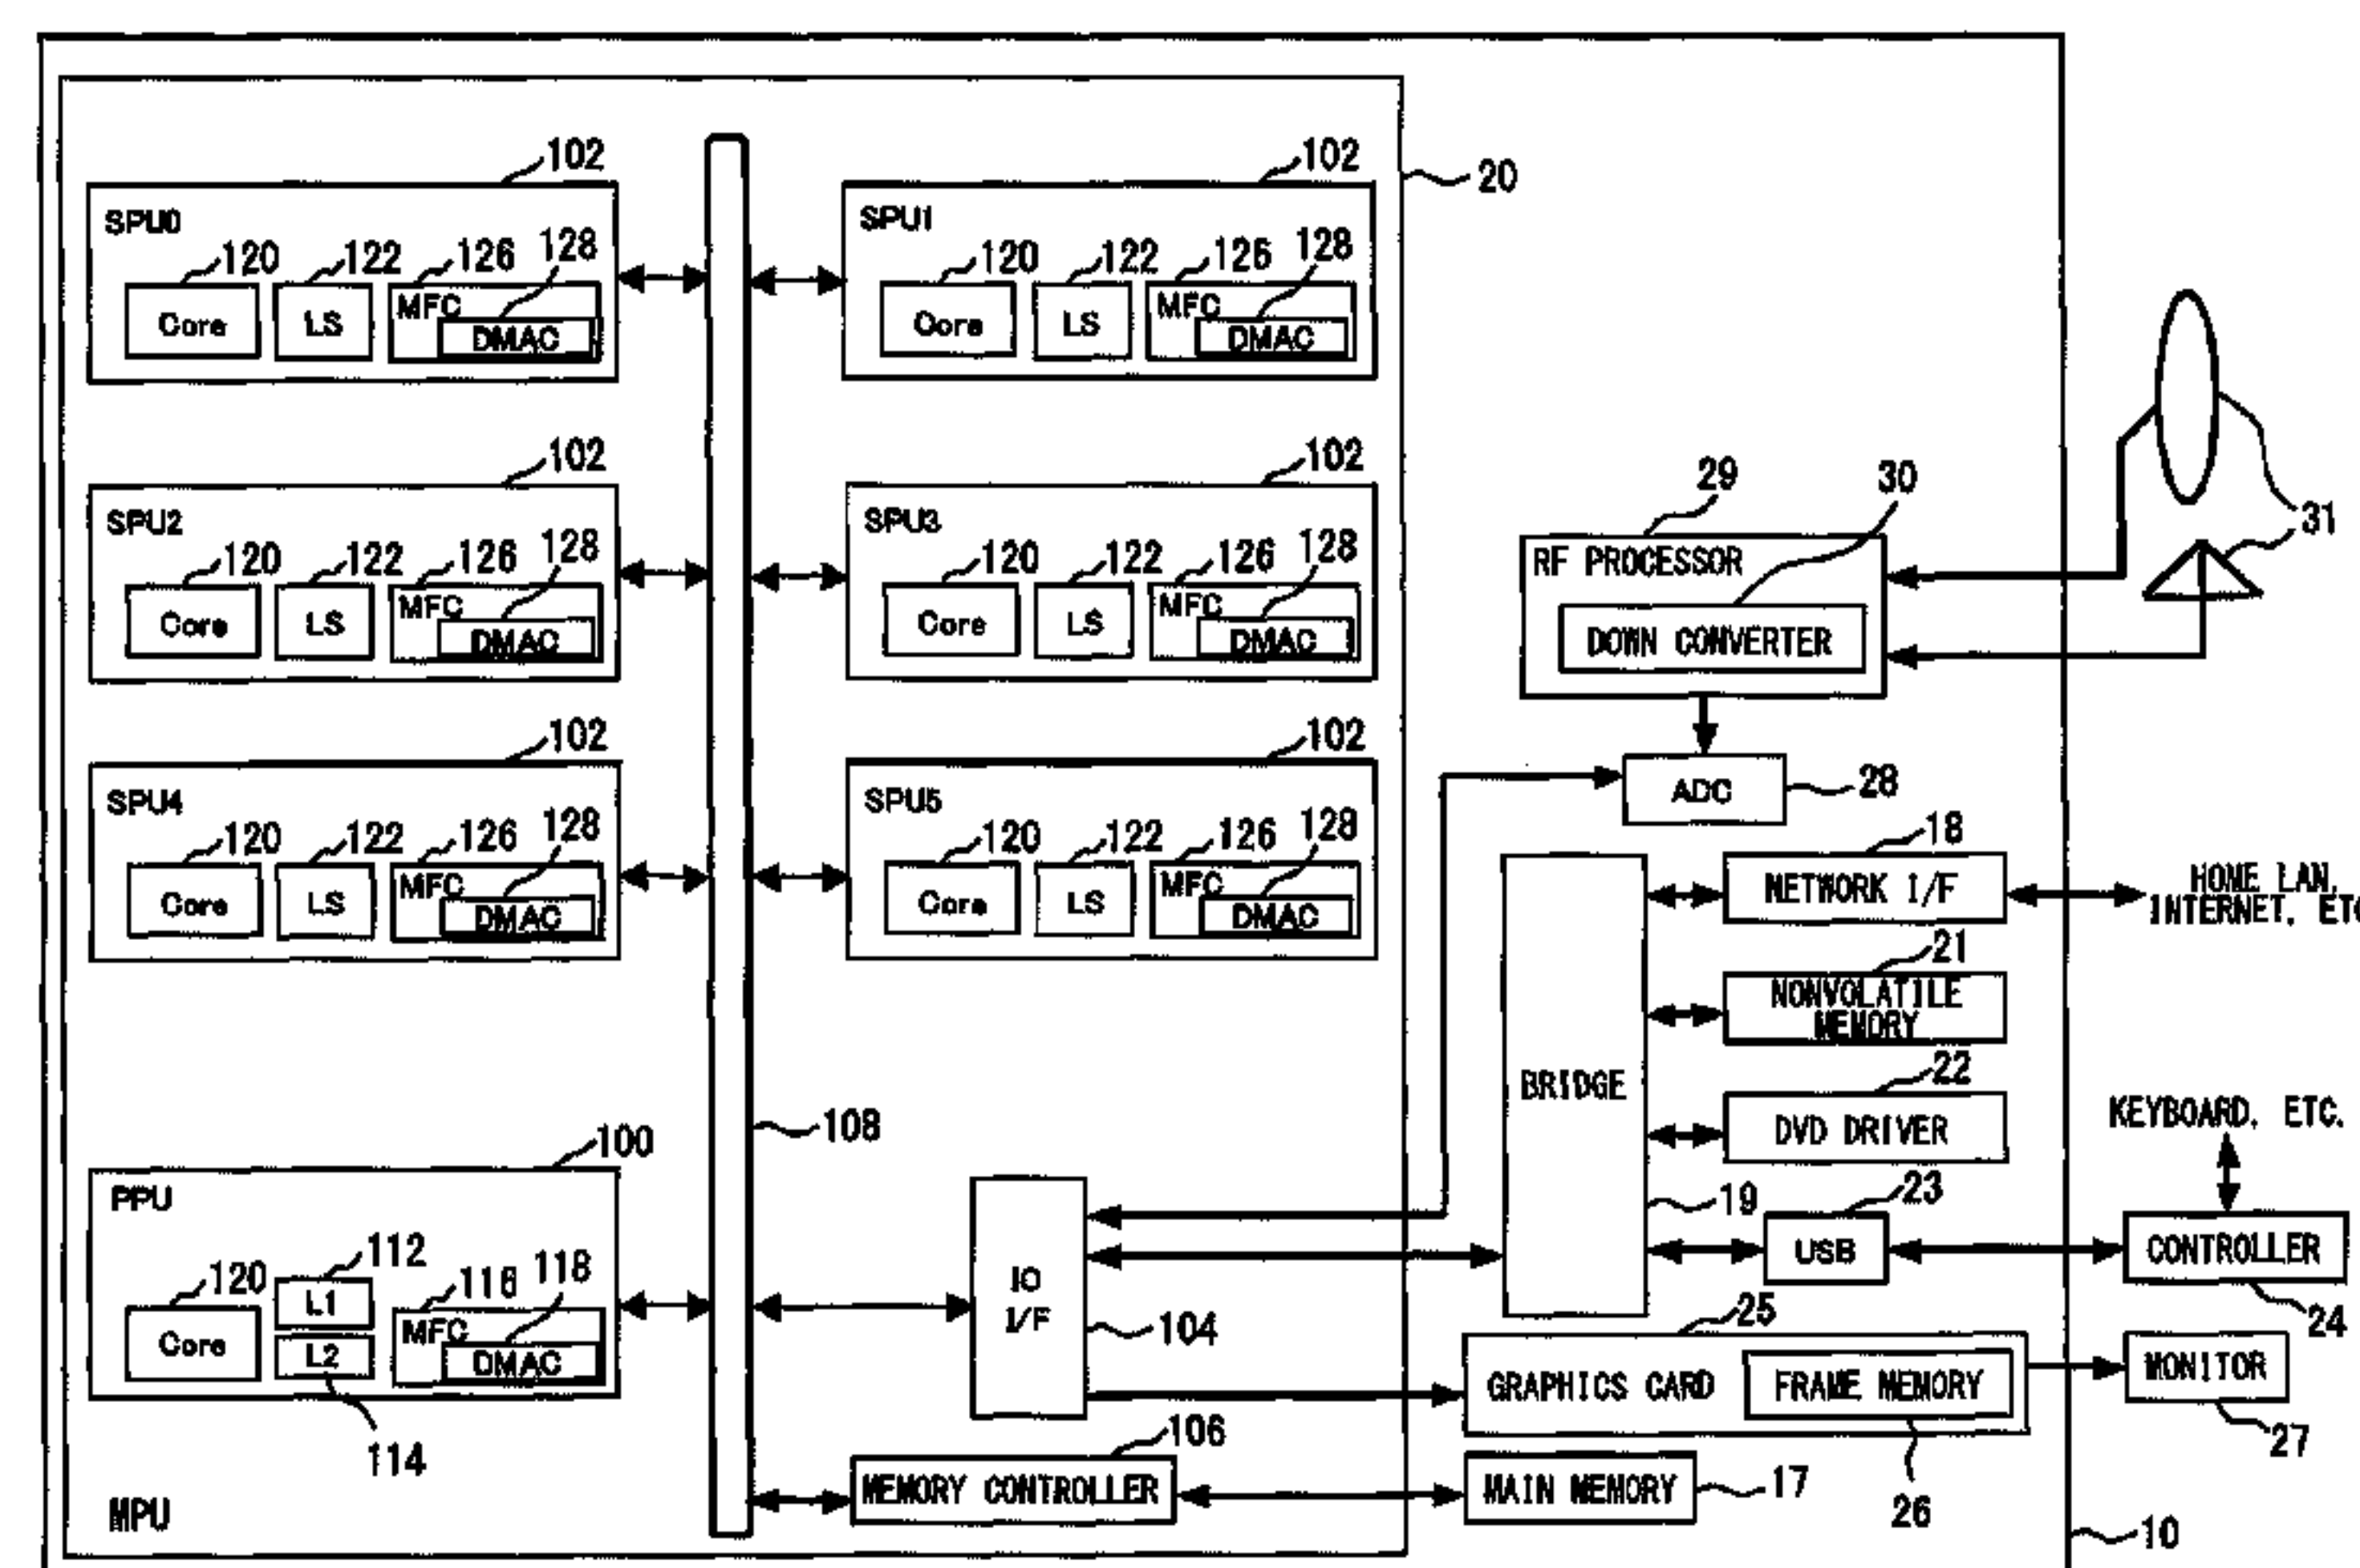 102
102
20
SPU0
120
122
126
128
Core
LS
MFC
DMAC
SPU1
120
122
126
128
Core
LS
MFC
DMAC
102
102
SPU2
120
122
126
128
Core
LS
MFC
DMAC
SPU3
120
122
126
128
Core
LS
MFC
DMAC
29
30
31
RF PROCESSOR
DOWN CONVERTER
102
102
SPU4
120
122
126
128
Core
LS
MFC
DMAC
SPU5
120
122
126
128
Core
LS
MFC
DMAC
ADC
28
18
NETWORK I/F
HOME LAN,
INTERNET, ETC
21
NONVOLATILE
MEMORY
22
DVD DRIVER
BRIDGE
19
23
USB
KEYBOARD, ETC.
CONTROLLER
24
108
100
PPU
120
112
116
118
Core
L1
L2
MFC
DMAC
114
IO
I/F
104
25
GRAPHICS CARD
FRAME MEMORY
26
MONITOR
27
106
MEMORY CONTROLLER
MAIN MEMORY
17
MPU
10